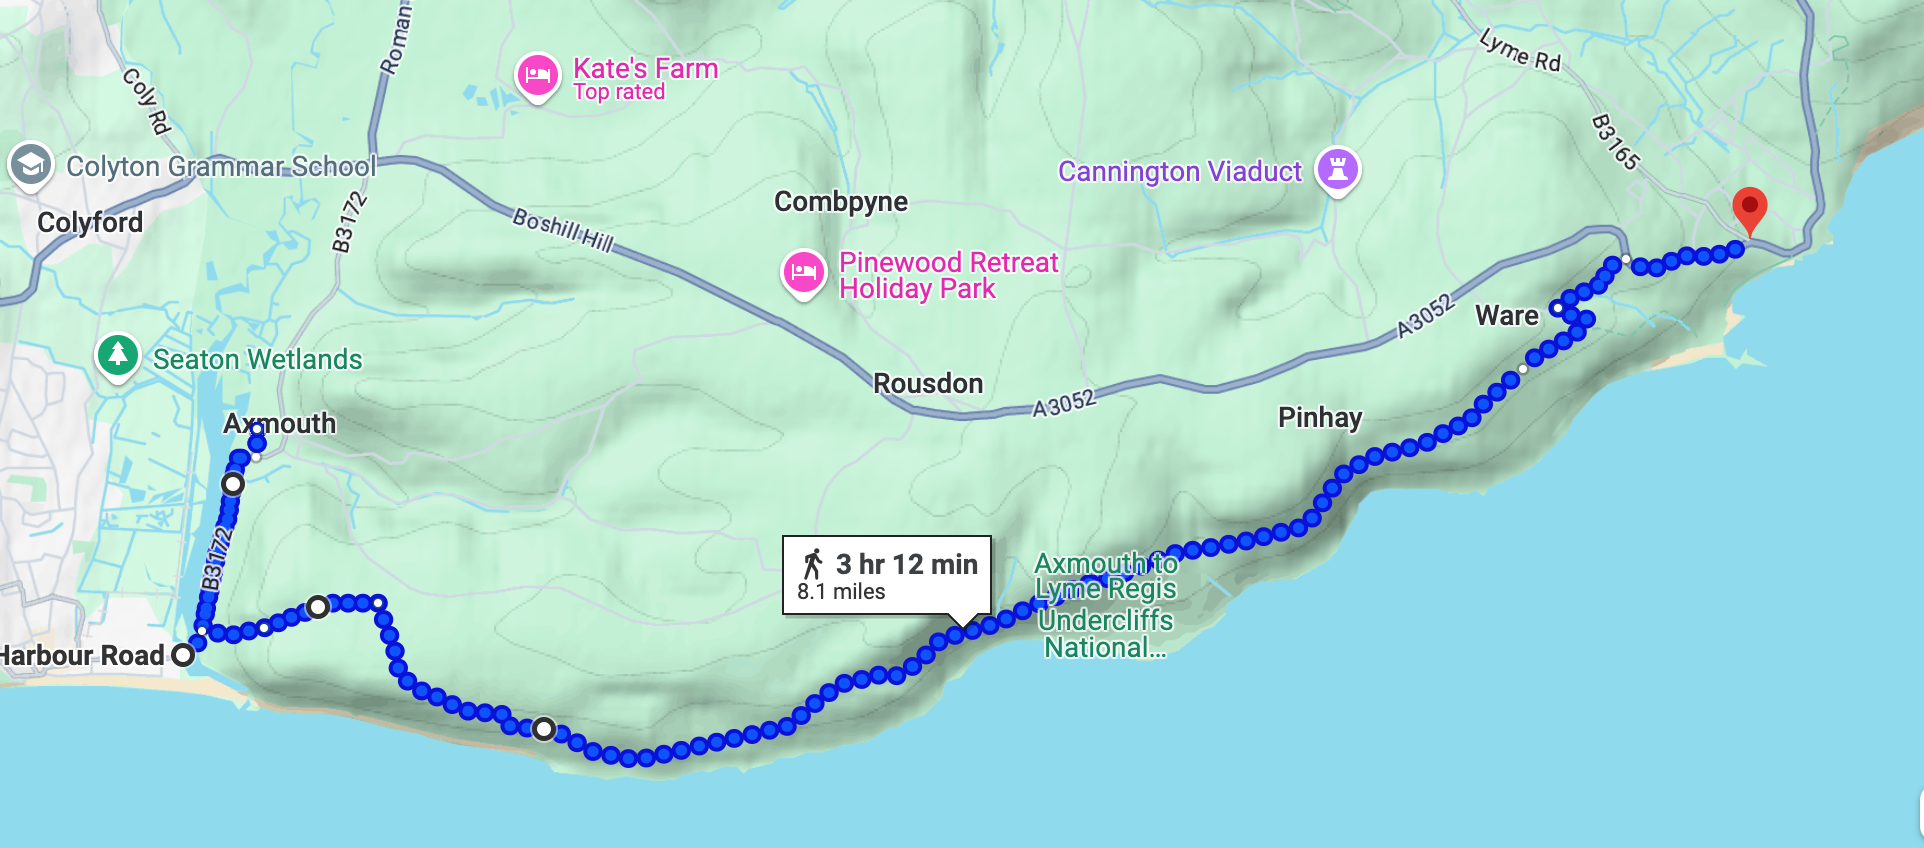 Roman
Lyme Rd
Coly Rd
Kate's Farm
Top rated
B3165
Colyton Grammar School
Cannington Viaduct
Colyford
B3172
Boshill Hill
Combpyne
Pinewood Retreat
Holiday Park
Ware
A3052
Seaton Wetlands
Rousdon
A3052
Pinhay
Axmouth
B3172
3 hr 12 min
8.1 miles
Axmouth to
Lyme Regis
Undercliffs
National...
Harbour Road